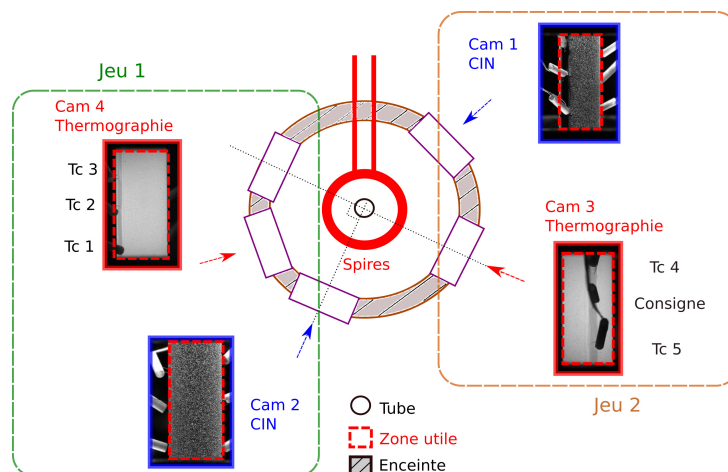 Jeu 1
Cam 4
Thermographie
Tc 3
Tc 2
Tc 1
Cam 1
CIN
Cam 3
Thermographie
Tc 4
Consigne
Tc 5
Spires
Cam 2
CIN
Jeu 2
Tube
Zone utile
Enceinte